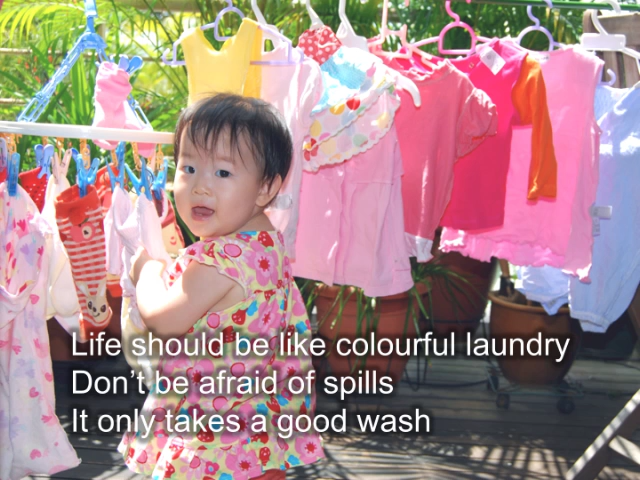 Life should be like colourful laundry
Don't be afraid of spills
It only takes a good wash